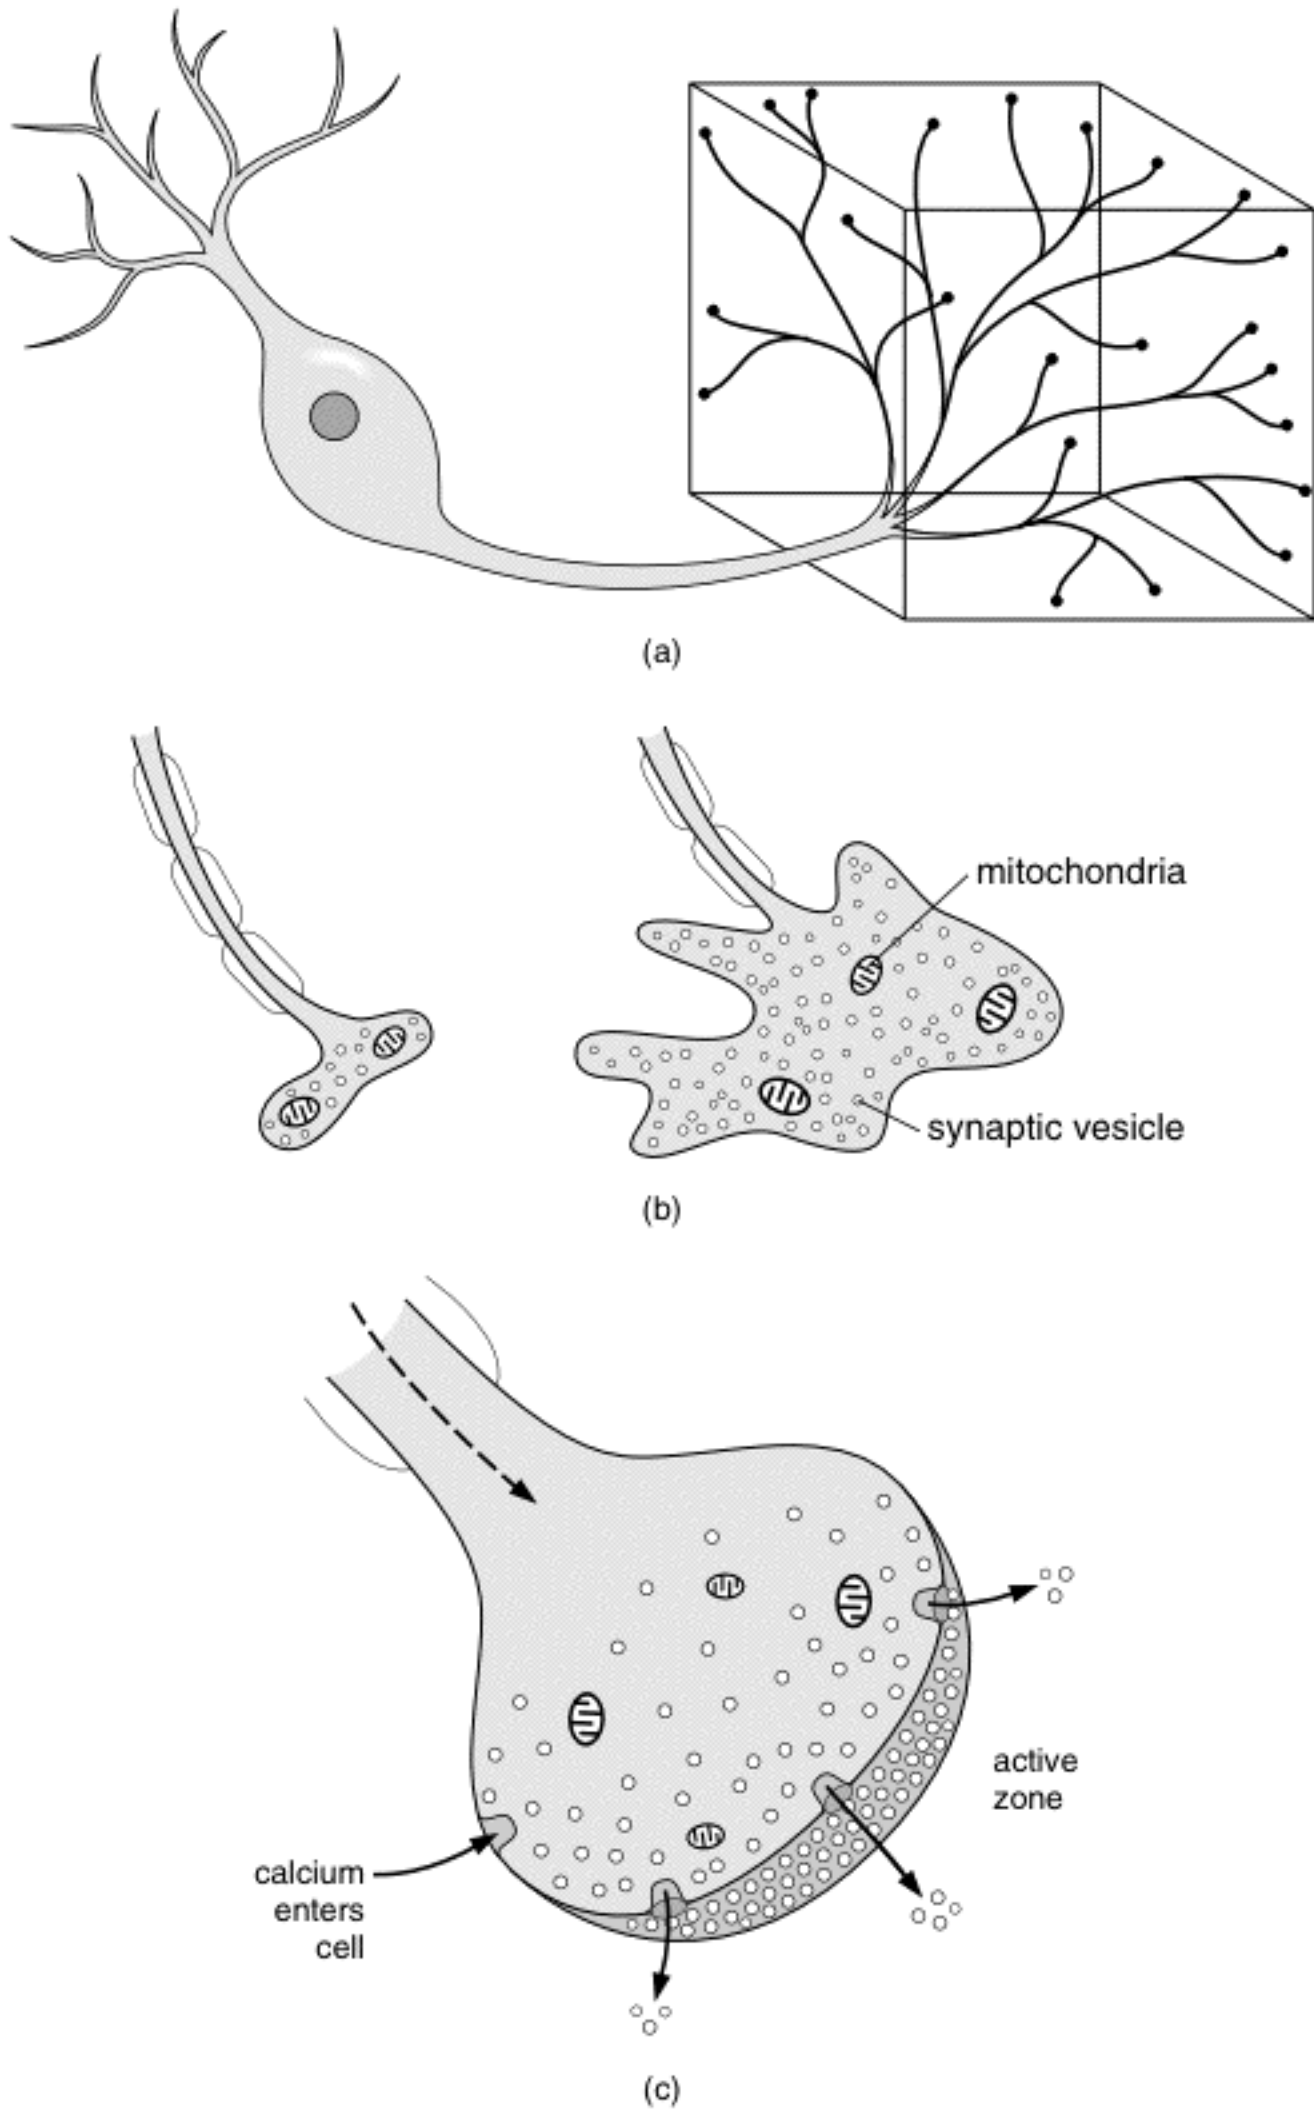 (a)
mitochondria
synaptic vesicle
(b)
active
zone
calcium
enters
cell
(c)